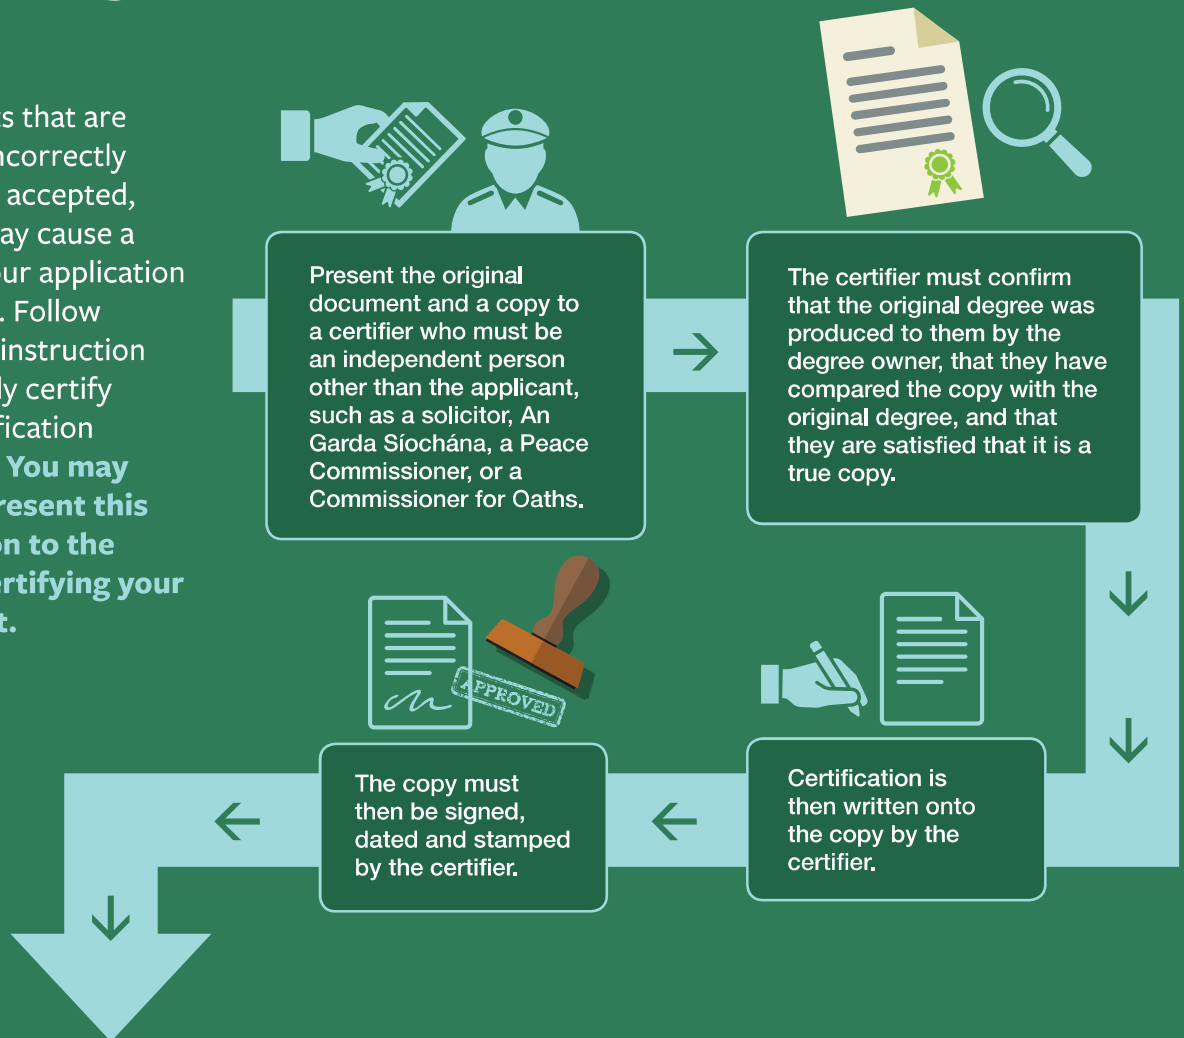 ts that are
ncorrectly
accepted,
ay cause a
our application
. Follow
instruction
ly certify
fication
. You may
resent this
on to the
ertifying your
t.
Present the original
document and a copy to
a certifier who must be
an independent person
other than the applicant,
such as a solicitor, An
Garda Síochána, a Peace
Commissioner, or a
Commissioner for Oaths.
The certifier must confirm
that the original degree was
produced to them by the
degree owner, that they have
compared the copy with the
original degree, and that
they are satisfied that it is a
true copy.
Certification is
then written onto
the copy by the
certifier.
APPROVED
The copy must
then be signed,
dated and stamped
by the certifier.